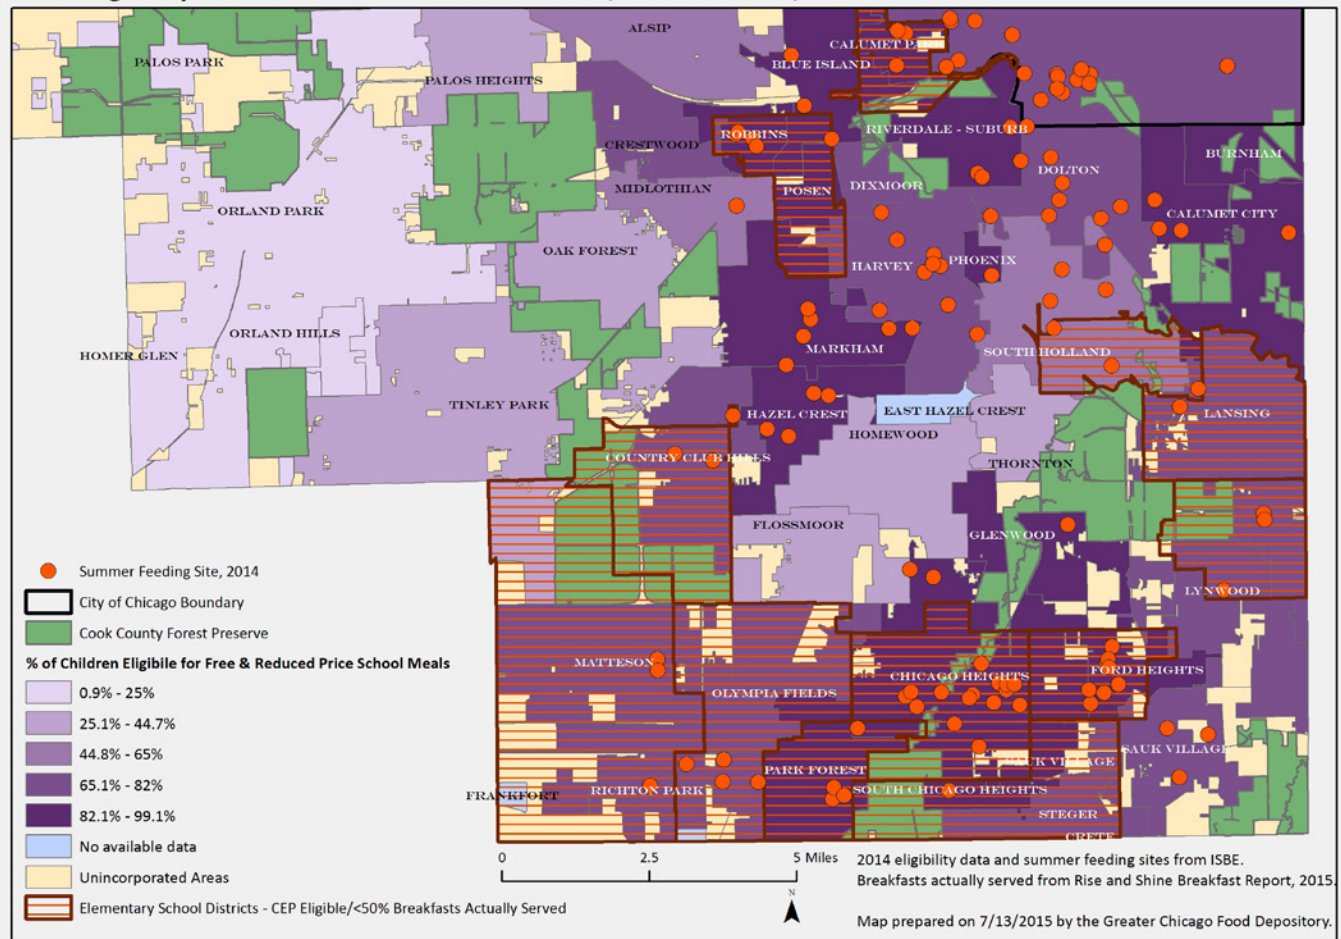 ALSIP
CALUMET PARK
PALOS PARK
BLUE ISLAND
PALOS HEIGHTS
ROBBINS
RIVERDALE - SUBURB
CRESTWOOD
BURNHAM
DOLTON
MIDLOTHIAN
POSEN
DIXMOOR
ORLAND PARK
CALUMET CITY
OAK FOREST
HARVEY
PHOENIX
ORLAND HILLS
HOMER GLEN
MARKHAM
SOUTH HOLLAND
TINLEY PARK
HAZEL CREST
EAST HAZEL CREST
LANSING
HOMEWOOD
COUNTRY CLUB HILLS
THORNTON
FLOSSMOOR
GLENWOOD
LYNWOOD
MATTESON
CHICAGO HEIGHTS
FORD HEIGHTS
OLYMPIA FIELDS
SAUK VILLAGE
SAUK VILLAGE
PARK FOREST
RICHTON PARK
SOUTH CHICAGO HEIGHTS
FRANKFORT
STEGER
CRETE
Summer Feeding Site, 2014
City of Chicago Boundary
Cook County Forest Preserve
% of Children Eligibile for Free & Reduced Price School Meals
0.9% - 25%
25.1% - 44.7%
44.8% - 65%
65.1% - 82%
82.1% - 99.1%
No available data
Unincorporated Areas
Elementary School Districts - CEP Eligible/<50% Breakfasts Actually Served
0 2.5 5 Miles
N
2014 eligibility data and summer feeding sites from ISBE.
Breakfasts actually served from Rise and Shine Breakfast Report, 2015.
Map prepared on 7/13/2015 by the Greater Chicago Food Depository.